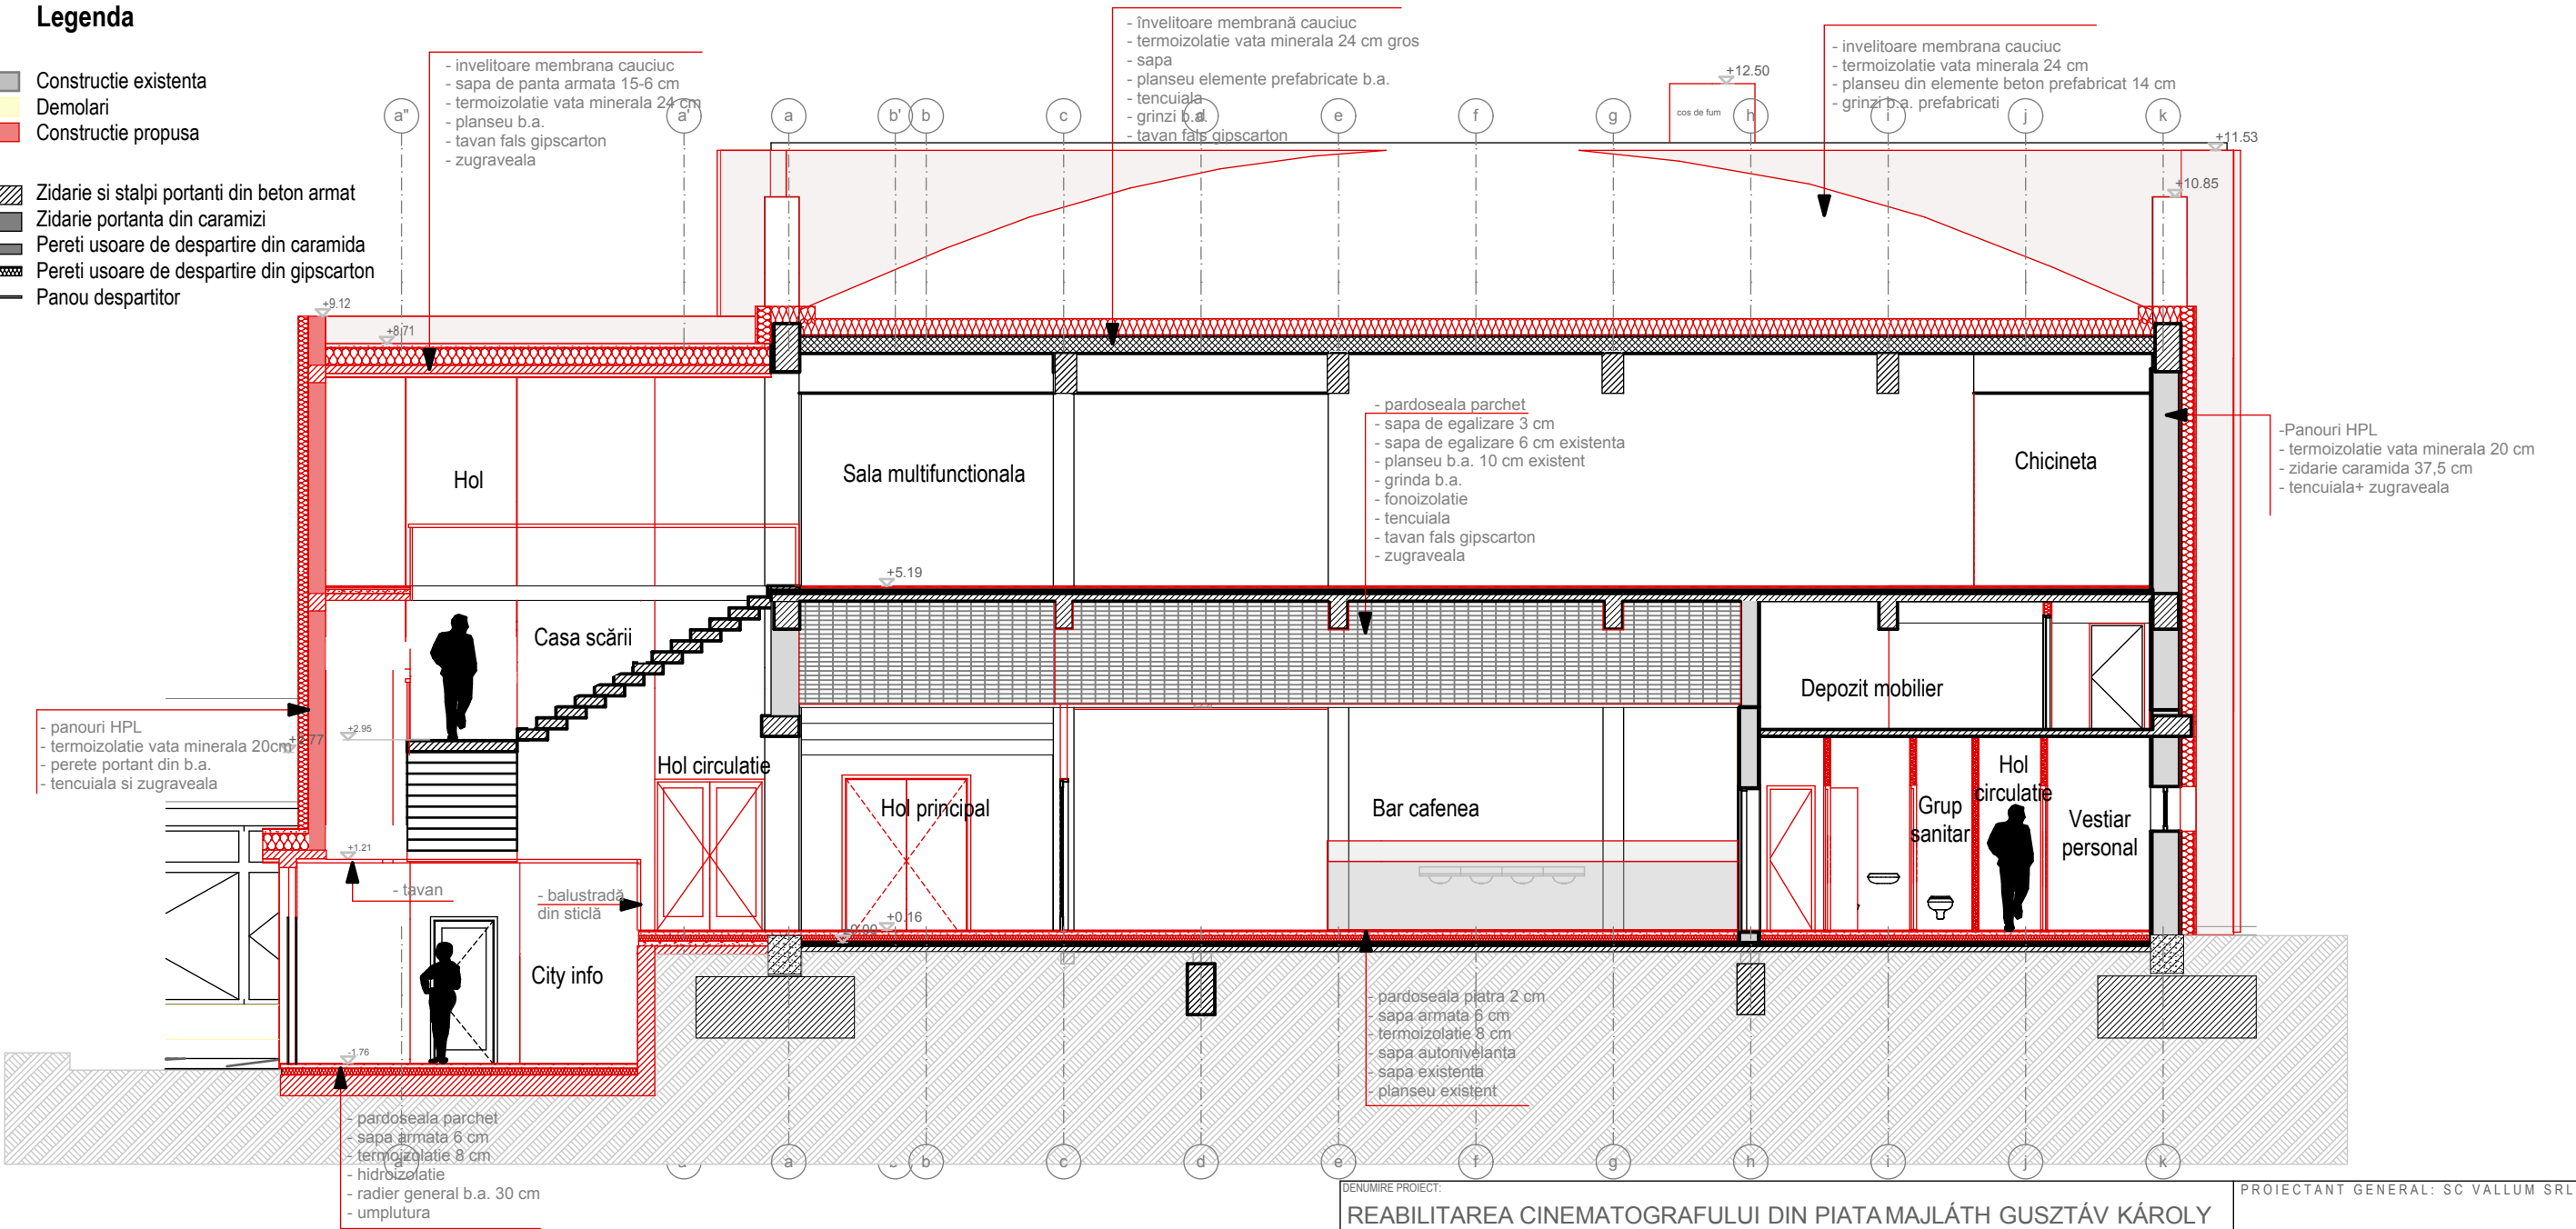 Legenda
Constructie existenta
Demolari
Constructie propusa
Zidarie si stalpi portanti din beton armat
Zidarie portanta din caramizi
Pereti usoare de despartire din caramida
Pereti usoare de despartire din gipscarton
Panou despartitor
- invelitoare membrana cauciuc
- sapa de panta armata 15-6 cm
- termoizolatie vata minerala 24 cm
- planseu b.a.
- tavan fals gipscarton
- zugraveala
- învelitoare membrană cauciuc
- termoizolatie vata minerala 24 cm gros
- sapa
- planseu elemente prefabricate b.a.
- tencuiala
- grinzi b.a.
- tavan fals gipscarton
- invelitoare membrana cauciuc
- termoizolatie vata minerala 24 cm
- planseu din elemente beton prefabricat 14 cm
- grinzi b.a. prefabricati
+12.50
cos de fum
a" a' a b' b c d e f g h i j k
+11.53
+10.85
+9.12
+8.71
- pardoseala parchet
- sapa de egalizare 3 cm
- sapa de egalizare 6 cm existenta
- planseu b.a. 10 cm existent
- grinda b.a.
- fonoizolatie
- tencuiala
- tavan fals gipscarton
- zugraveala
-Panouri HPL
- termoizolatie vata minerala 20 cm
- zidarie caramida 37,5 cm
- tencuiala+ zugraveala
Hol
Sala multifunctionala
Chicineta
+5.19
Casa scării
Depozit mobilier
- panouri HPL
- termoizolatie vata minerala 20cm
- perete portant din b.a.
- tencuiala si zugraveala
+2.95
Hol circulatie
Hol principal
Bar cafenea
Grup
sanitar
Hol
circulatie
Vestiar
personal
+1.21
- tavan
- balustradă
din sticlă
+0.16
City info
-1.76
- pardoseala piatra 2 cm
- sapa armata 6 cm
- termoizolatie 8 cm
- sapa autonivelanta
- sapa existenta
- planseu existent
- pardoseala parchet
- sapa armata 6 cm
- termoizolatie 8 cm
- hidroizolatie
- radier general b.a. 30 cm
- umplutura
a" a b c d e f g h i j k
DENUMIRE PROIECT:
REABILITAREA CINEMATOGRAFULUI DIN PIATA MAJLÁTH GUSZTÁV KÁROLY
PROIECTANT GENERAL: SC VALLUM SRL